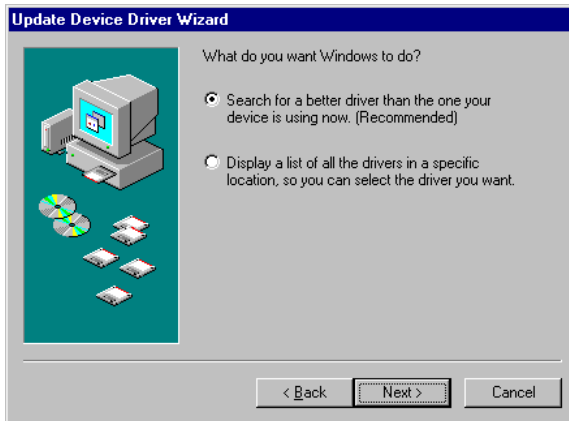 Update Device Driver Wizard
What do you want Windows to do?
Search for a better driver than the one your
device is using now. (Recommended)
Display a list of all the drivers in a specific
location, so you can select the driver you want.
< Back
Next >
Cancel